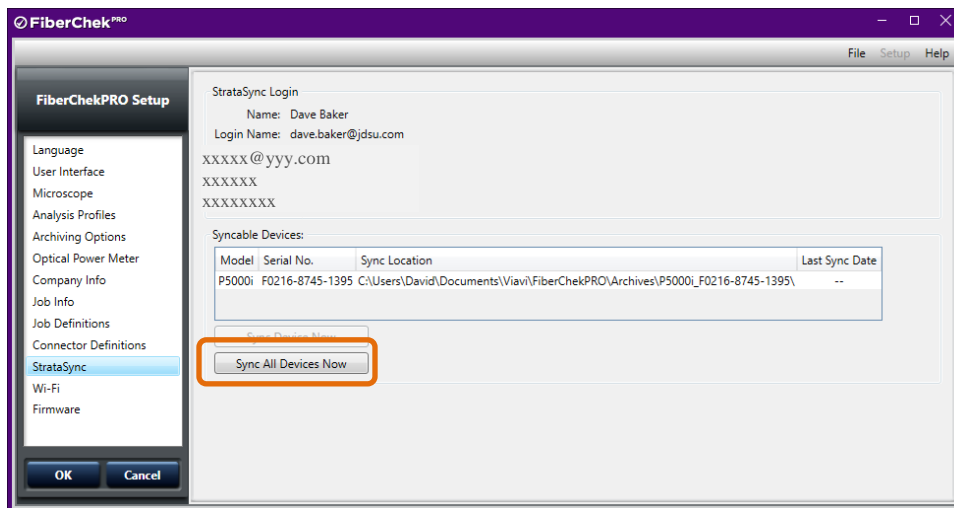 FiberChek PRO
File Setup Help
FiberChekPRO Setup
Language
User Interface
Microscope
Analysis Profiles
Archiving Options
Optical Power Meter
Company Info
Job Info
Job Definitions
Connector Definitions
StrataSync
Wi-Fi
Firmware
OK Cancel
StrataSync Login
Name: Dave Baker
Login Name: dave.baker@jdsu.com
xxxxx@yyy.com
xxxxxx
xxxxxxxx
Syncable Devices:
Model Serial No. Sync Location Last Sync Date
P5000i F0216-8745-1395 C:\Users\David\Documents\Viavi\FiberChekPRO\Archives\P5000i_F0216-8745-1395\ --
Sync Device Now
Sync All Devices Now